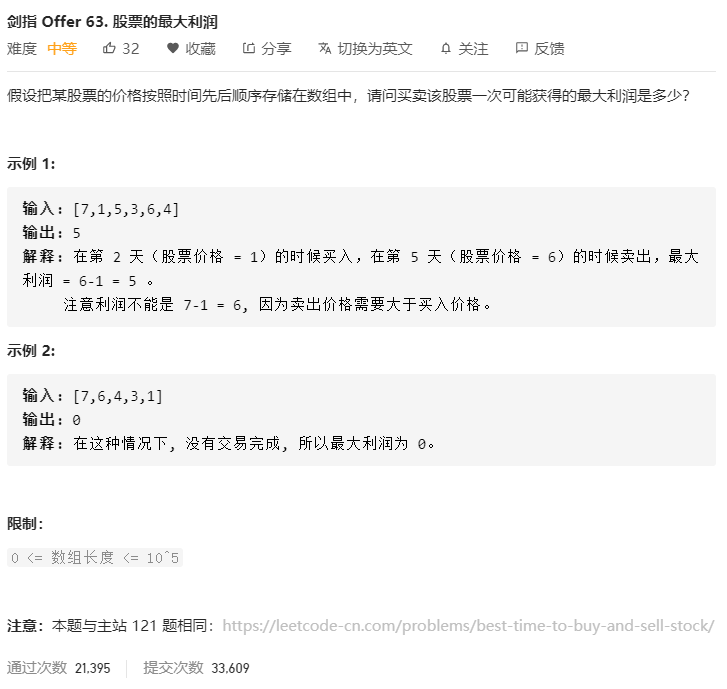 剑指 Offer 63. 股票的最大利润
难度 中等 32 收藏 分享 切换为英文 关注 反馈
假设把某股票的价格按照时间先后顺序存储在数组中，请问买卖该股票一次可能获得的最大利润是多少？
示例 1:
输入: [7,1,5,3,6,4]
输出: 5
解释: 在第 2 天（股票价格 = 1）的时候买入，在第 5 天（股票价格 = 6）的时候卖出，最大
利润 = 6-1 = 5 。
注意利润不能是 7-1 = 6, 因为卖出价格需要大于买入价格。
示例 2:
输入: [7,6,4,3,1]
输出: 0
解释: 在这种情况下, 没有交易完成, 所以最大利润为 0。
限制：
0 <= 数组长度 <= 10^5
注意：本题与主站 121 题相同：https://leetcode-cn.com/problems/best-time-to-buy-and-sell-stock/
通过次数 21,395 提交次数 33,609